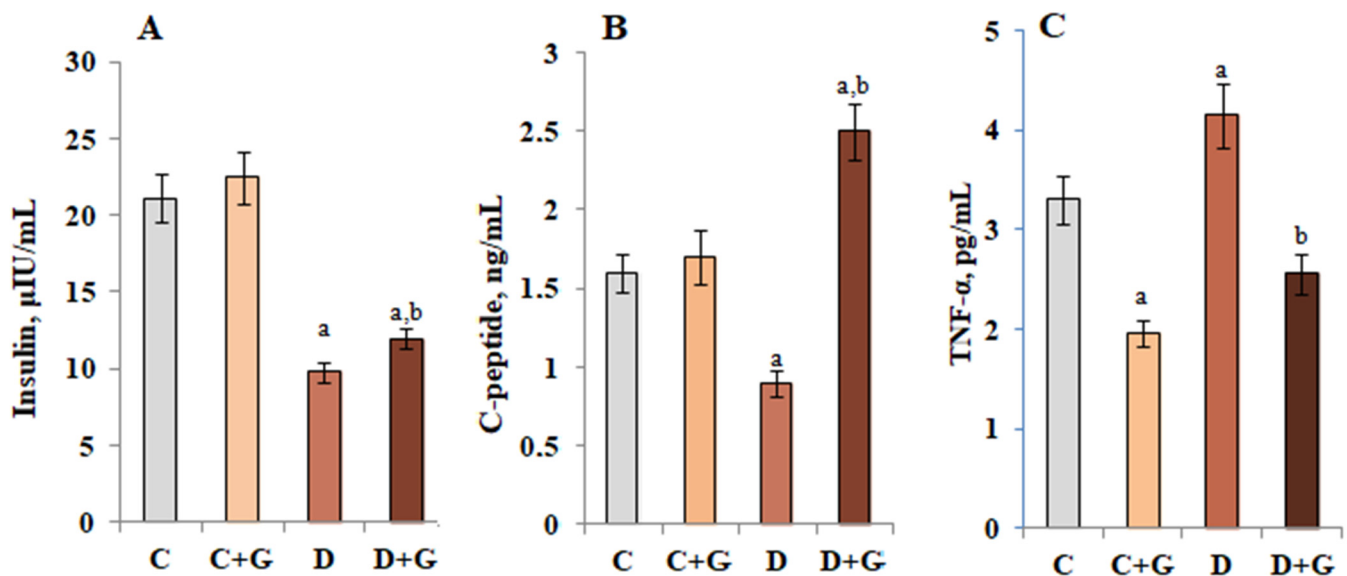 A
Insulin, µIU/mL
30
25
20
15
10
5
0
a
a,b
C C+G D D+G
B
C-peptide, ng/mL
3
2.5
2
1.5
1
0.5
0
a
a,b
C C+G D D+G
C
TNF-α, pg/mL
5
4
3
2
1
0
a
a
b
C C+G D D+G